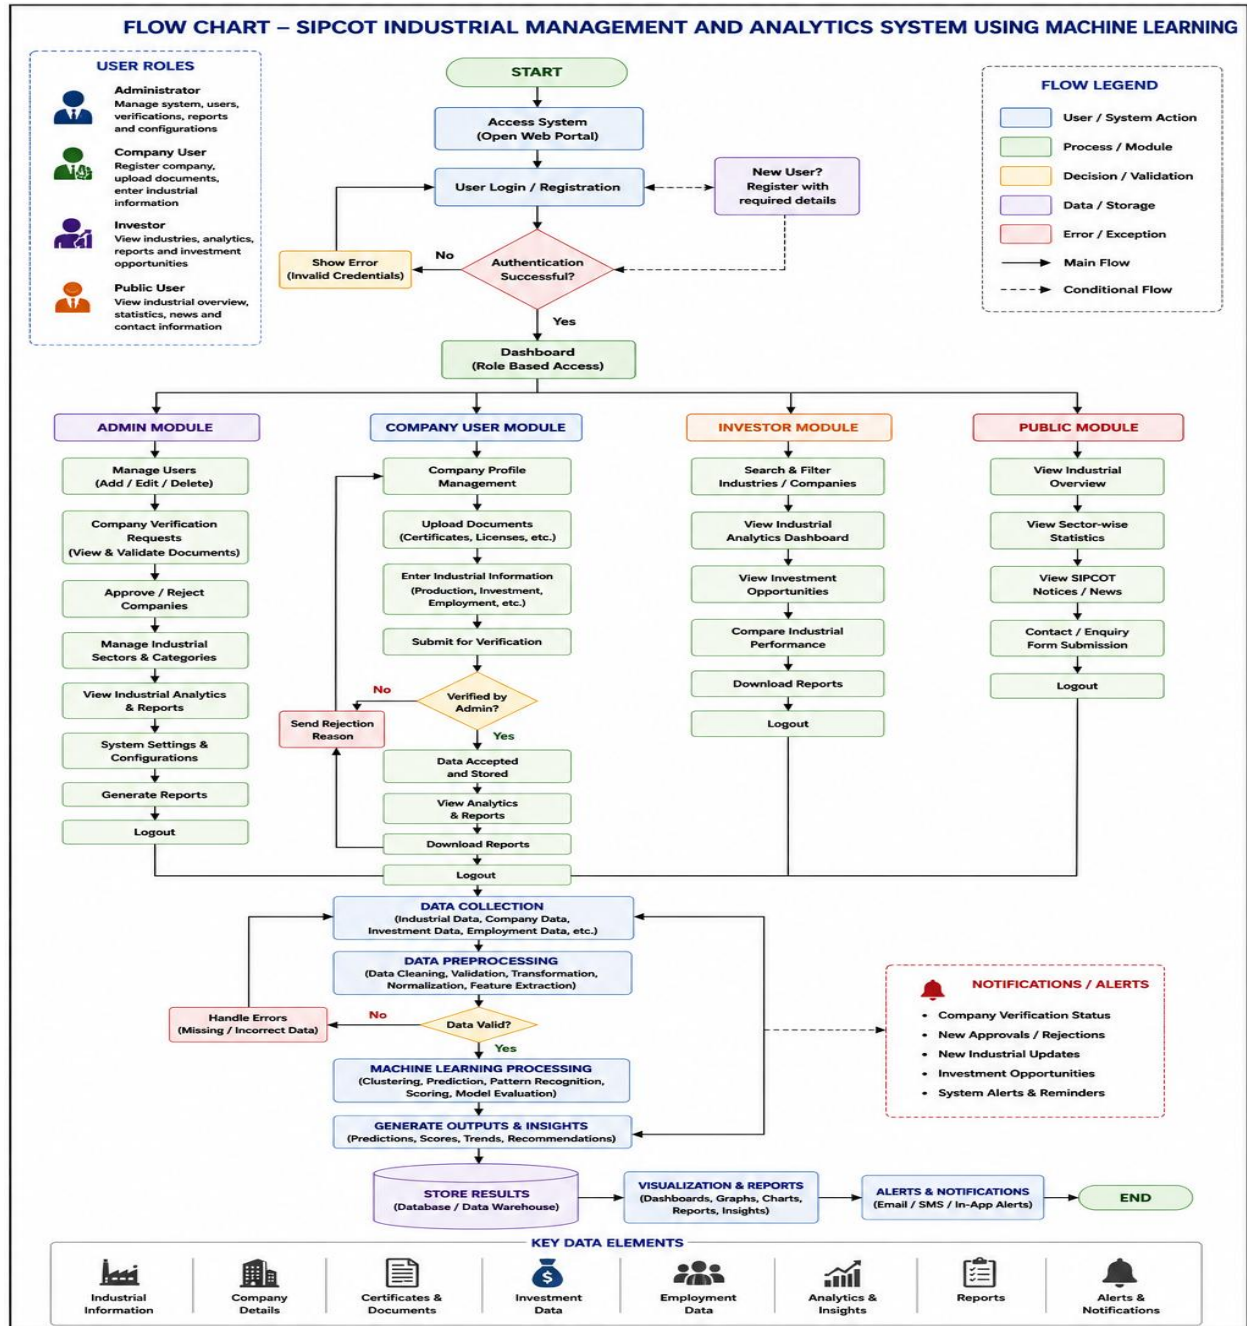 FLOW CHART – SIPCOT INDUSTRIAL MANAGEMENT AND ANALYTICS SYSTEM USING MACHINE LEARNING
USER ROLES
Administrator
Manage system, users,
verifications, reports
and configurations
Company User
Register company,
upload documents,
enter industrial
information
Investor
View industries, analytics,
reports and investment
opportunities
Public User
View industrial overview,
statistics, news and
contact information
START
Access System
(Open Web Portal)
User Login / Registration
New User?
Register with
required details
Show Error
(Invalid Credentials)
No
Authentication
Successful?
Yes
Dashboard
(Role Based Access)
FLOW LEGEND
User / System Action
Process / Module
Decision / Validation
Data / Storage
Error / Exception
Main Flow
Conditional Flow
ADMIN MODULE
Manage Users
(Add / Edit / Delete)
Company Verification
Requests
(View & Validate Documents)
Approve / Reject
Companies
Manage Industrial
Sectors & Categories
View Industrial Analytics
& Reports
System Settings &
Configurations
Generate Reports
Logout
COMPANY USER MODULE
Company Profile
Management
Upload Documents
(Certificates, Licenses, etc.)
Enter Industrial Information
(Production, Investment,
Employment, etc.)
Submit for Verification
No
Verified by
Admin?
Send Rejection
Reason
Yes
Data Accepted
and Stored
View Analytics
& Reports
Download Reports
Logout
INVESTOR MODULE
Search & Filter
Industries / Companies
View Industrial
Analytics Dashboard
View Investment
Opportunities
Compare Industrial
Performance
Download Reports
Logout
PUBLIC MODULE
View Industrial
Overview
View Sector-wise
Statistics
View SIPCOT
Notices / News
Contact / Enquiry
Form Submission
Logout
DATA COLLECTION
(Industrial Data, Company Data,
Investment Data, Employment Data, etc.)
DATA PREPROCESSING
(Data Cleaning, Validation, Transformation,
Normalization, Feature Extraction)
Handle Errors
(Missing / Incorrect Data)
No
Data Valid?
Yes
MACHINE LEARNING PROCESSING
(Clustering, Prediction, Pattern Recognition,
Scoring, Model Evaluation)
GENERATE OUTPUTS & INSIGHTS
(Predictions, Scores, Trends, Recommendations)
NOTIFICATIONS / ALERTS
• Company Verification Status
• New Approvals / Rejections
• New Industrial Updates
• Investment Opportunities
• System Alerts & Reminders
STORE RESULTS
(Database / Data Warehouse)
VISUALIZATION & REPORTS
(Dashboards, Graphs, Charts,
Reports, Insights)
ALERTS & NOTIFICATIONS
(Email / SMS / In-App Alerts)
END
KEY DATA ELEMENTS
Industrial
Information
Company
Details
Certificates &
Documents
$
Investment
Data
Employment
Data
Analytics &
Insights
Reports
Alerts &
Notifications